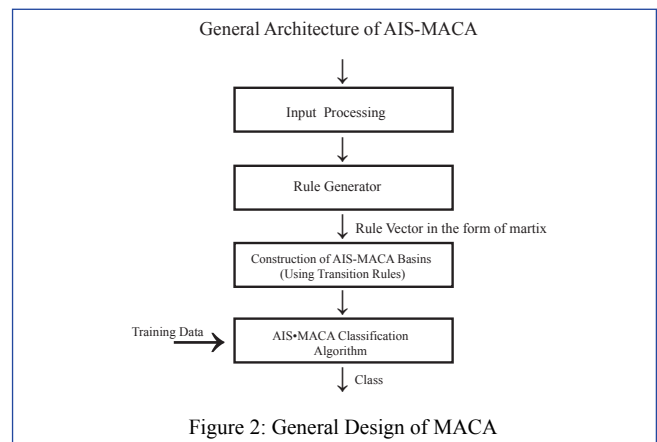 General Architecture of AIS-MACA
Input Processing
Rule Generator
Rule Vector in the form of martix
Construction of AIS-MACA Basins
(Using Transition Rules)
Training Data
AIS•MACA Classification
Algorithm
Class
Figure 2: General Design of MACA